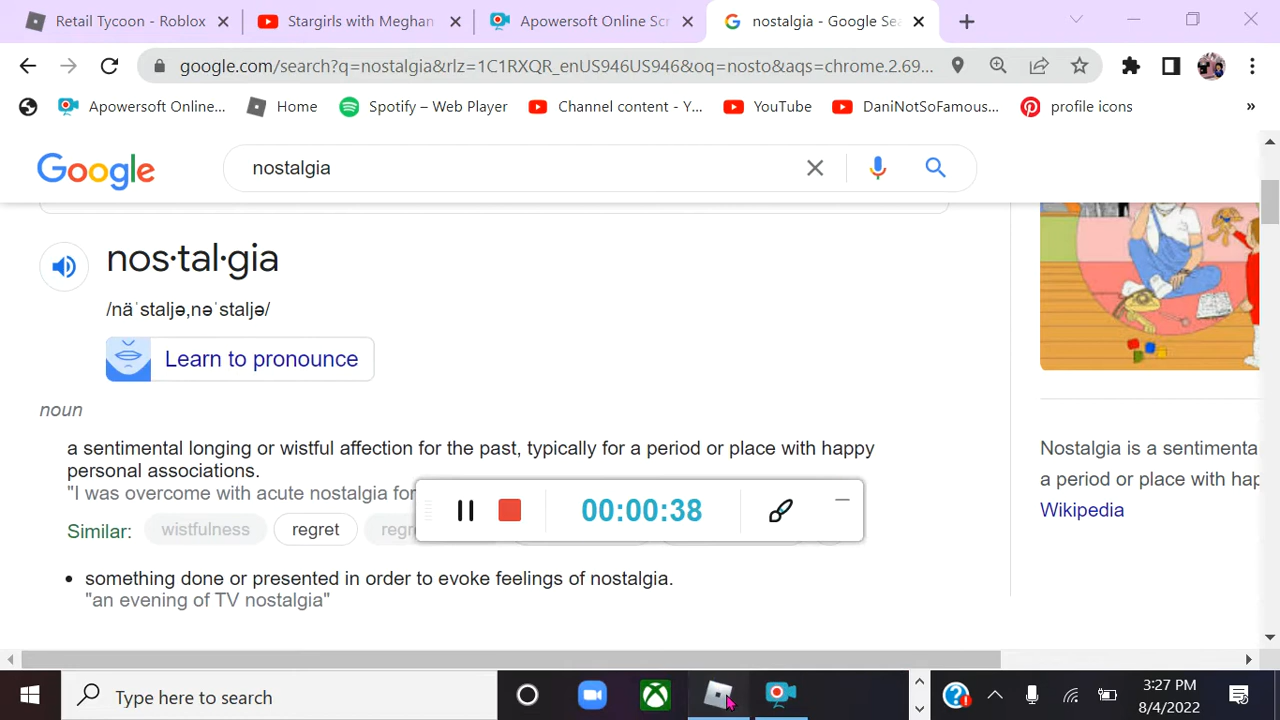 Retail Tycoon - Roblox
Stargirls with Meghan
Apowersoft Online Scr
nostalgia - Google Sea
google.com/search?q=nostalgia&rlz=1C1RXQR_enUS946US946&oq=nosto&aqs=chrome.2.69...
Apowersoft Online...
Home
Spotify – Web Player
Channel content - Y...
YouTube
DaniNotSoFamous...
profile icons
»
Google
nostalgia
nos·tal·gia
/näˈstaljə,nəˈstaljə/
Learn to pronounce
noun
a sentimental longing or wistful affection for the past, typically for a period or place with happy
personal associations.
"I was overcome with acute nostalgia for
Similar:
wistfulness
regret
regr
00:00:38
• something done or presented in order to evoke feelings of nostalgia.
"an evening of TV nostalgia"
Nostalgia is a sentimenta
a period or place with hap
Wikipedia
Type here to search
3:27 PM
8/4/2022